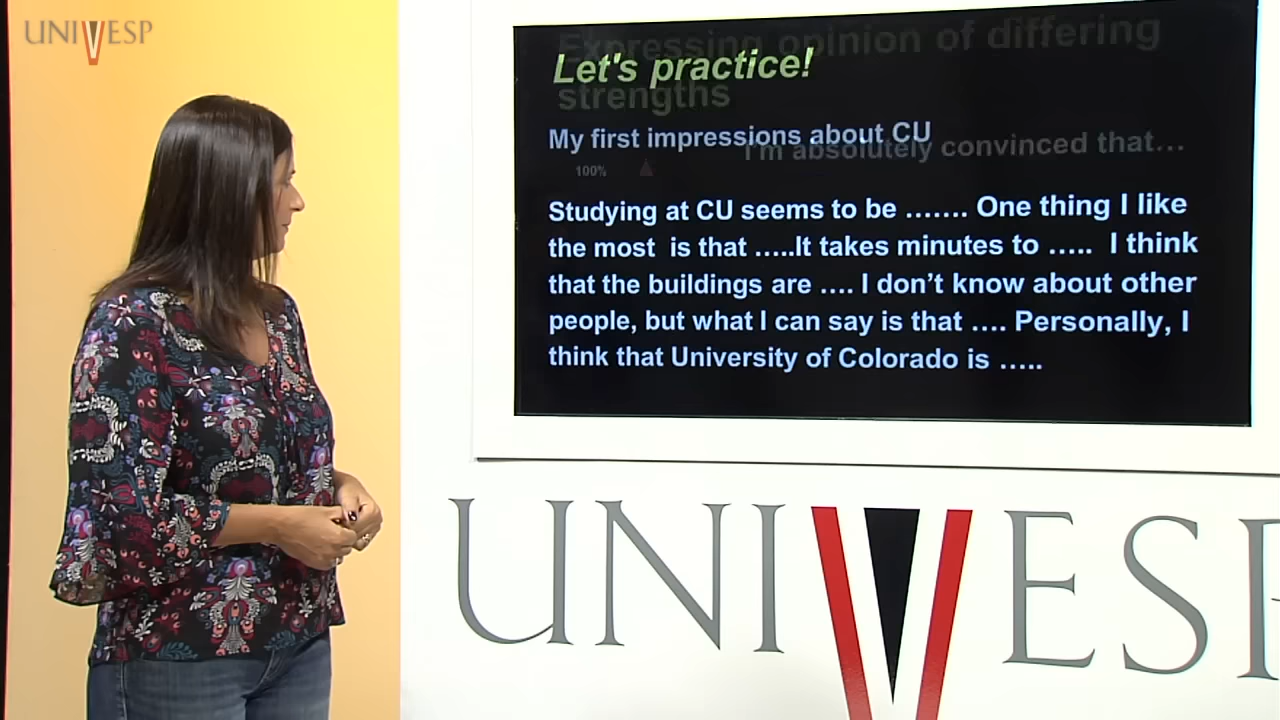 UNIVESP
Expressing opinion of differing
Let's practice!
strengths
My first impressions about CU
I'm absolutely convinced that…
100%
Studying at CU seems to be ……. One thing I like
the most is that …..It takes minutes to ….. I think
that the buildings are …. I don’t know about other
people, but what I can say is that …. Personally, I
think that University of Colorado is …..
UNIVESP